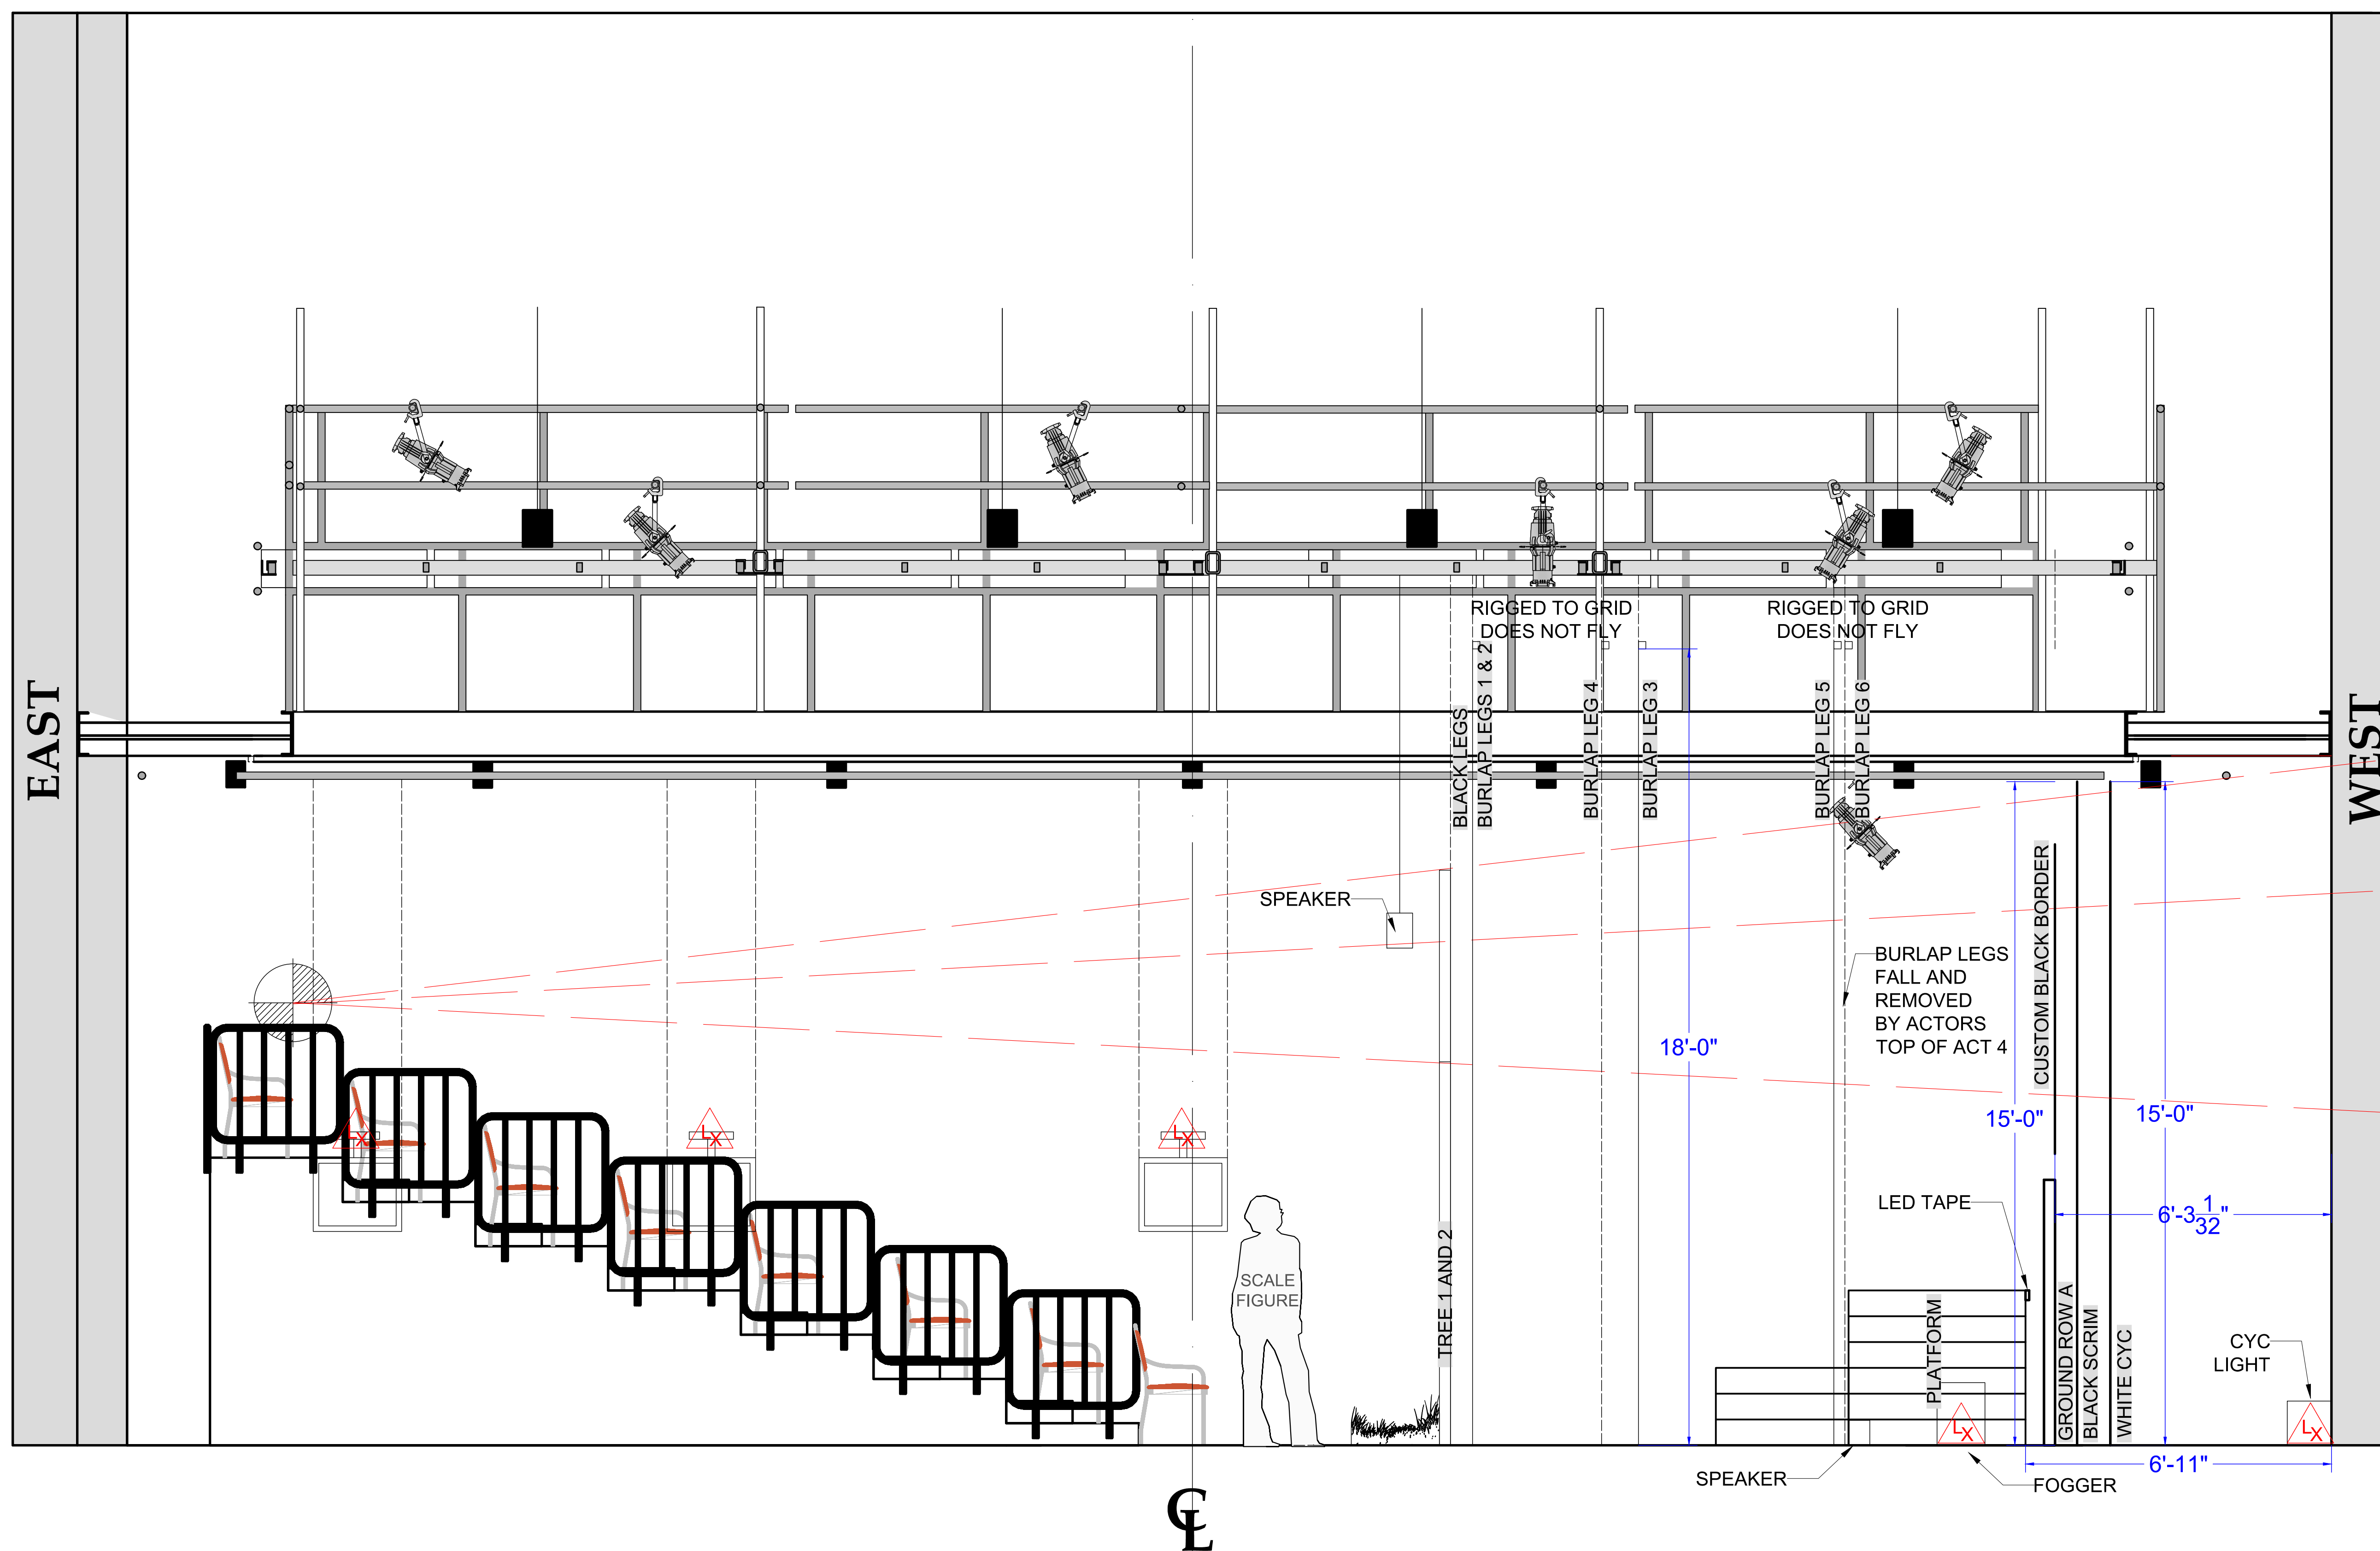 RIGGED TO GRID
DOES NOT FLY
RIGGED TO GRID
DOES NOT FLY
EAST
WEST
BLACK LEGS
BURLAP LEGS 1 & 2
BURLAP LEG 4
BURLAP LEG 3
BURLAP LEG 5
BURLAP LEG 6
SPEAKER
CUSTOM BLACK BORDER
BURLAP LEGS
FALL AND
REMOVED
BY ACTORS
TOP OF ACT 4
18'-0"
15'-0"
15'-0"
LX
LX
LX
LED TAPE
6'-3 1/32"
SCALE
FIGURE
TREE 1 AND 2
PLATFORM
GROUND ROW A
BLACK SCRIM
WHITE CYC
CYC
LIGHT
LX
LX
6'-11"
SPEAKER
FOGGER
CL